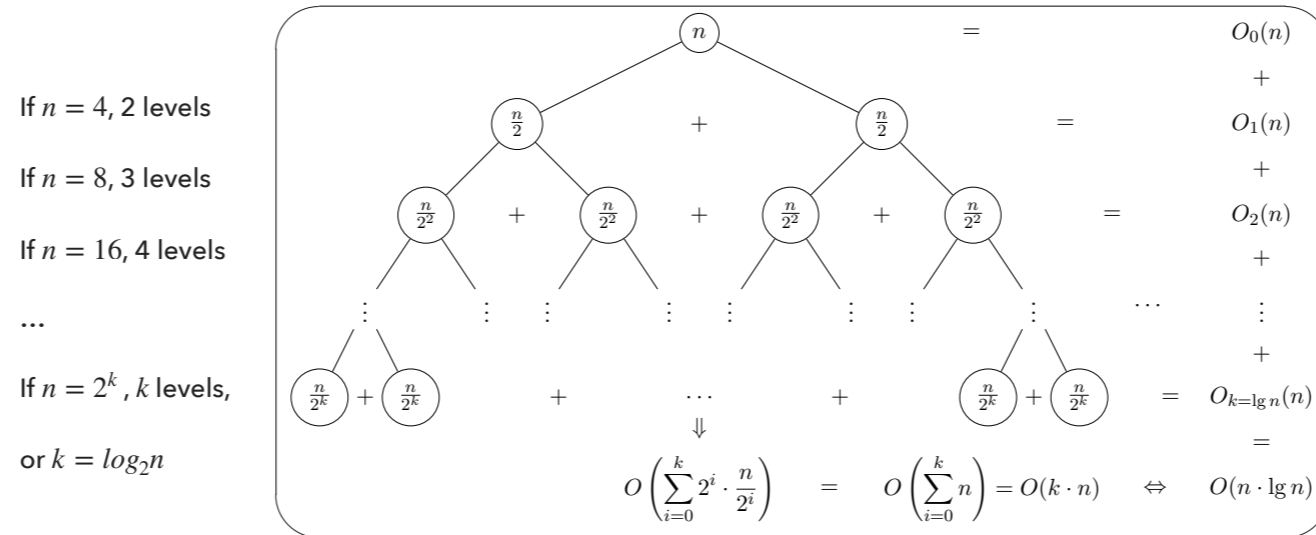 If n = 4, 2 levels
If n = 8, 3 levels
If n = 16, 4 levels
...
If n = 2^k , k levels,
or k = log_2 n
n = O_0(n)
+
n/2 + n/2 = O_1(n)
+
n/2^2 + n/2^2 + n/2^2 + n/2^2 = O_2(n)
+
⋮ ⋮ ⋮ ⋮ ⋮ ⋮ ⋮ ⋮ ⋯ ⋮
+
n/2^k + n/2^k + ⋯ + n/2^k + n/2^k = O_{k=lg n}(n)
⇓ =
O(∑_{i=0}^{k} 2^i · n/2^i) = O(∑_{i=0}^{k} n) = O(k · n) ⇔ O(n · lg n)